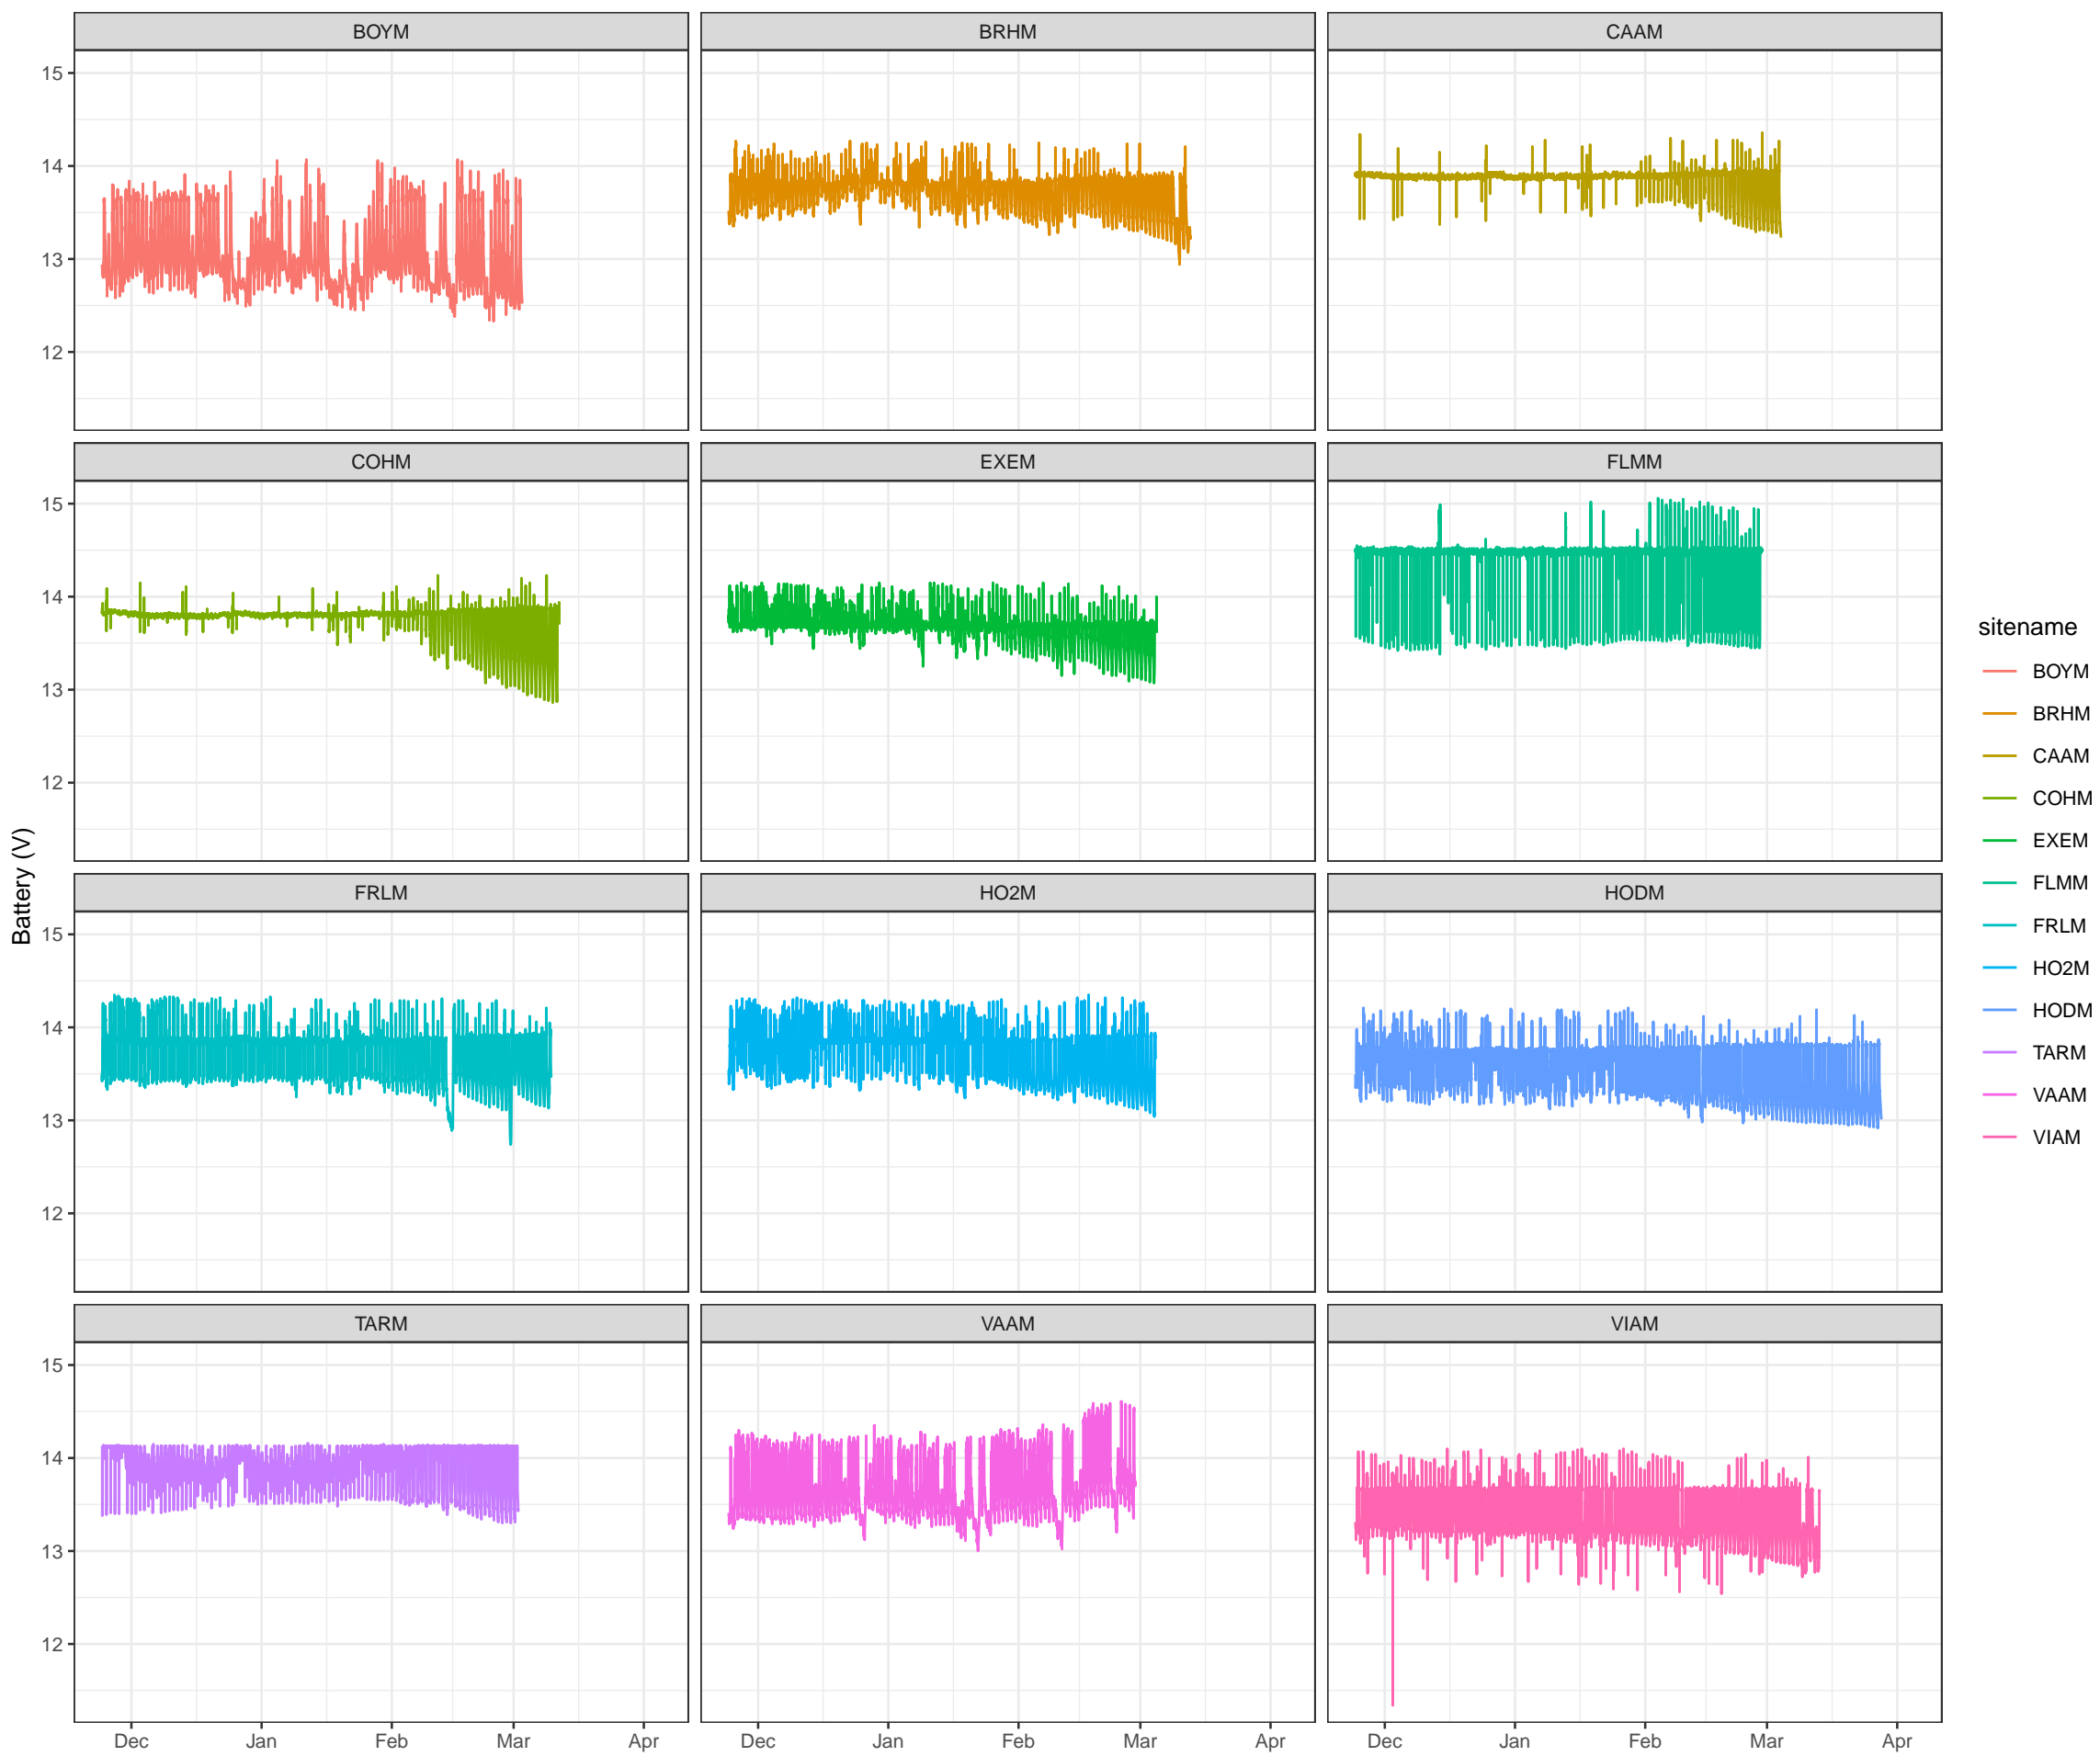 BOYM BRHM CAAM
15
14
13
12
COHM EXEM FLMM
15
14
13
12
FRLM HO2M HODM
15
14
13
12
TARM VAAM VIAM
15
14
13
12
Dec Jan Feb Mar Apr Dec Jan Feb Mar Apr Dec Jan Feb Mar Apr
Battery (V)
sitename
BOYM
BRHM
CAAM
COHM
EXEM
FLMM
FRLM
HO2M
HODM
TARM
VAAM
VIAM